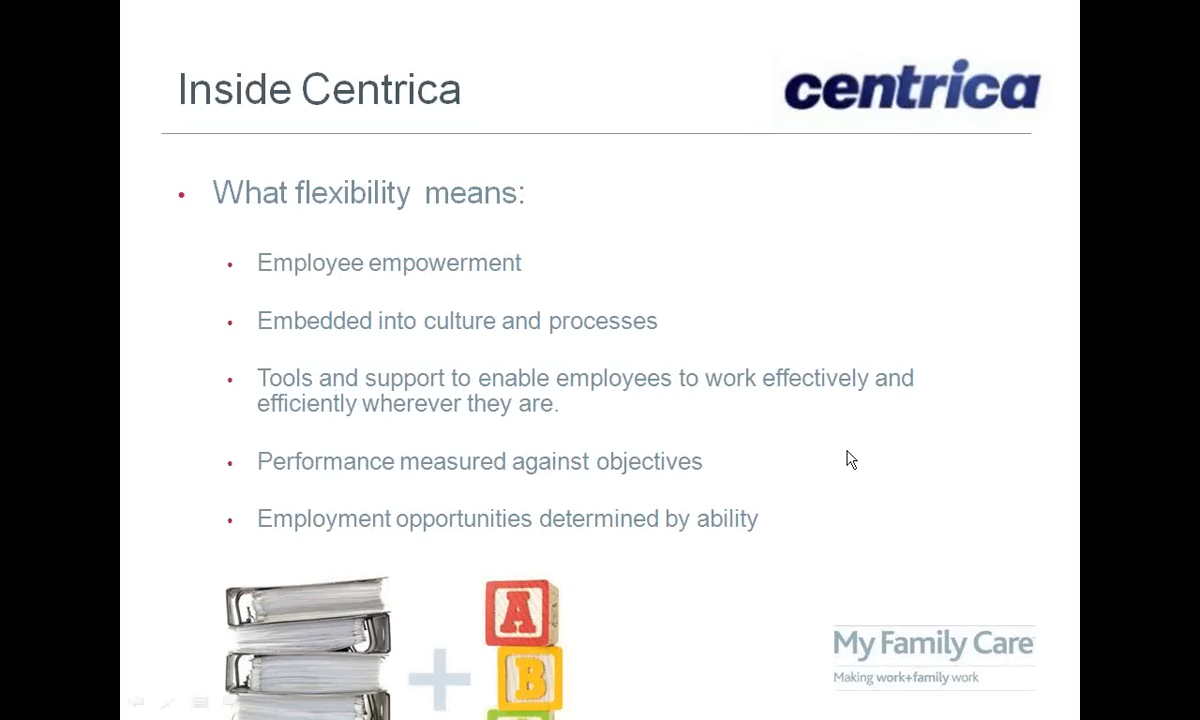 Inside Centrica
centrica
• What flexibility means:
• Employee empowerment
• Embedded into culture and processes
• Tools and support to enable employees to work effectively and
efficiently wherever they are.
• Performance measured against objectives
• Employment opportunities determined by ability
A
B
My Family Care
Making work+family work